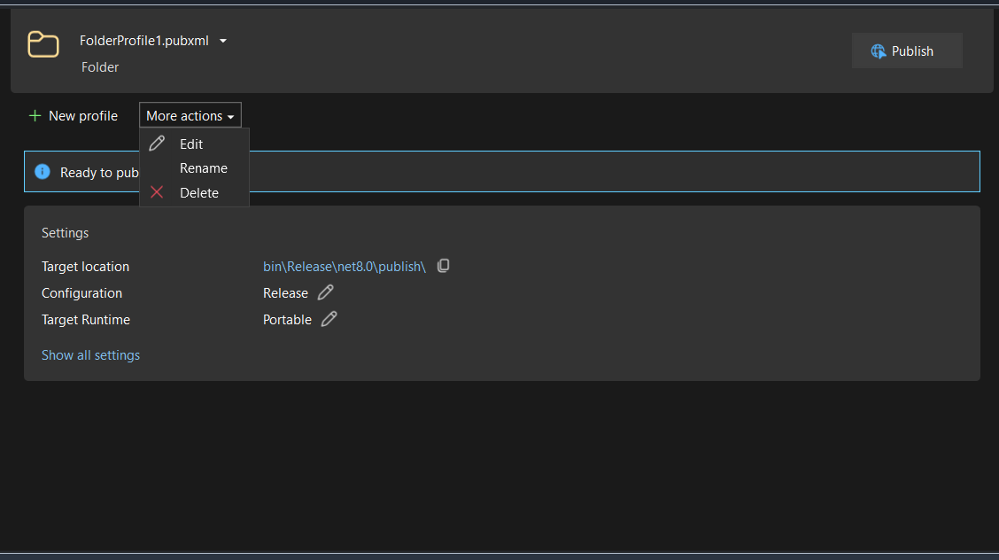 FolderProfile1.pubxml
Folder
Publish
New profile
More actions
Edit
Rename
Delete
Ready to pub
Settings
Target location
bin\Release\net8.0\publish\
Configuration
Release
Target Runtime
Portable
Show all settings